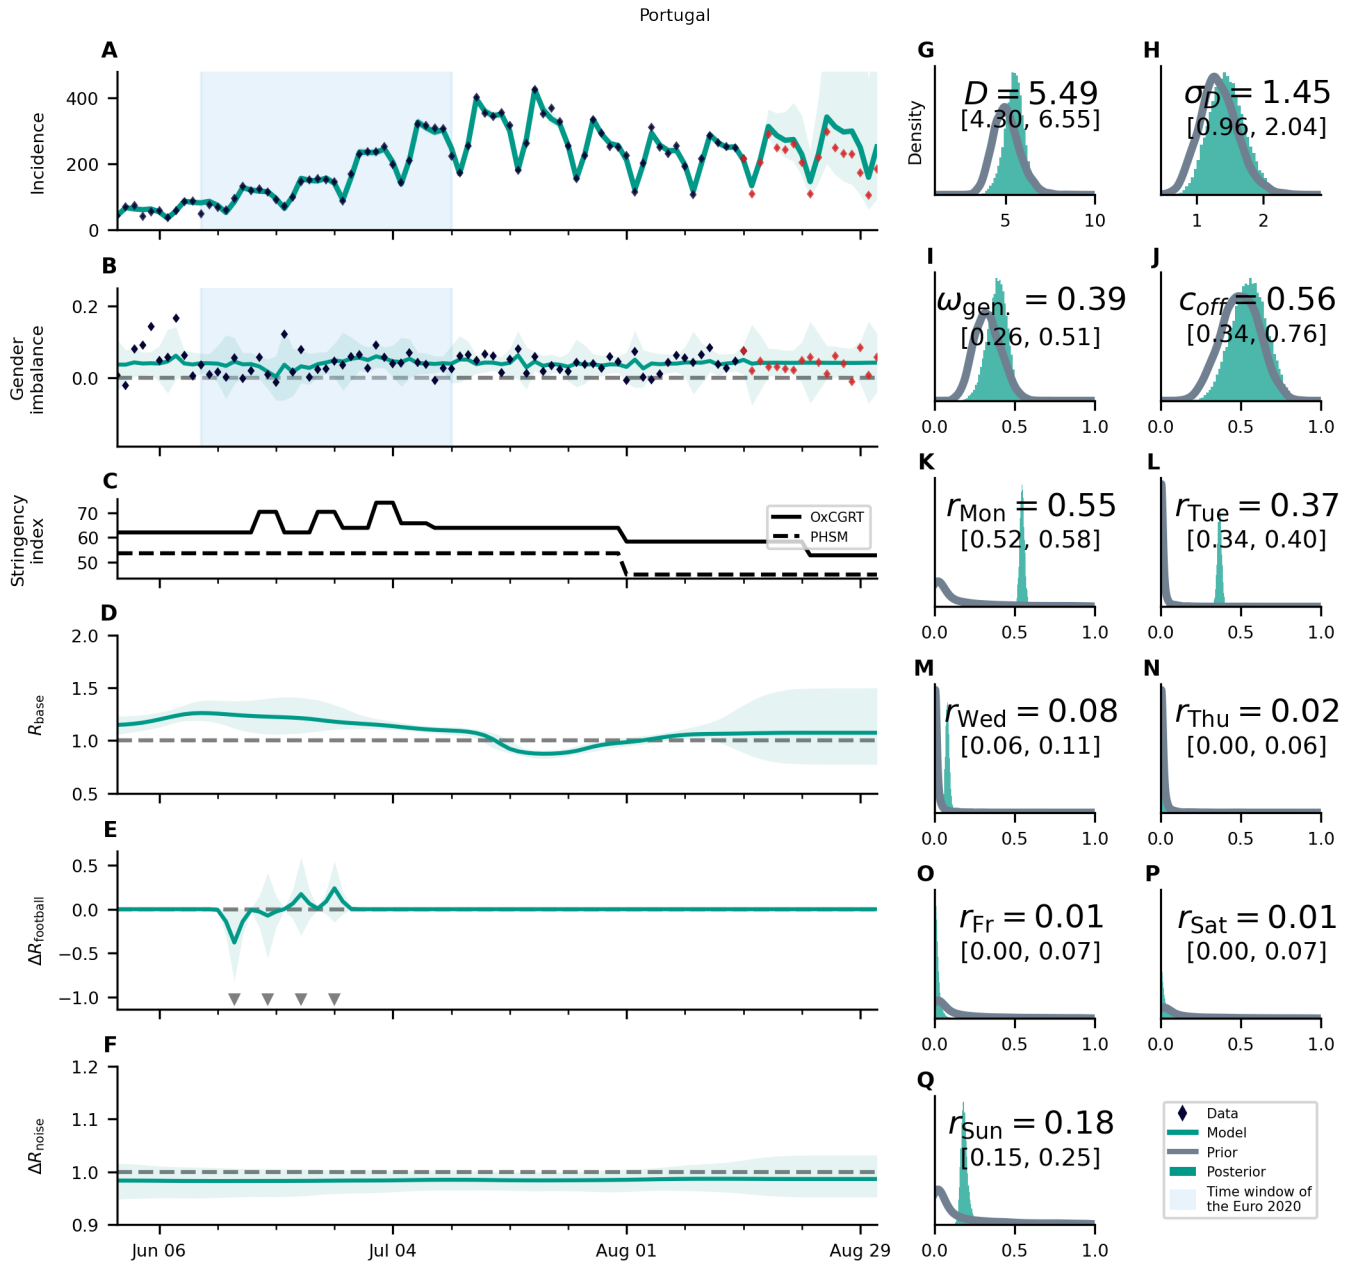 Portugal
A
Incidence
400
200
0
B
Gender
imbalance
0.2
0.0
C
Stringency
index
70
60
50
OxCGRT
PHSM
D
R_base
2.0
1.5
1.0
0.5
E
ΔR_football
0.5
0.0
−0.5
−1.0
F
ΔR_noise
1.2
1.1
1.0
0.9
Jun 06 Jul 04 Aug 01 Aug 29
G
Density
D = 5.49
[4.30, 6.55]
5 10
H
σ_D = 1.45
[0.96, 2.04]
1 2
I
ω_gen. = 0.39
[0.26, 0.51]
0.0 0.5 1.0
J
c_off = 0.56
[0.34, 0.76]
0.0 0.5 1.0
K
r_Mon = 0.55
[0.52, 0.58]
0.0 0.5 1.0
L
r_Tue = 0.37
[0.34, 0.40]
0.0 0.5 1.0
M
r_Wed = 0.08
[0.06, 0.11]
0.0 0.5 1.0
N
r_Thu = 0.02
[0.00, 0.06]
0.0 0.5 1.0
O
r_Fr = 0.01
[0.00, 0.07]
0.0 0.5 1.0
P
r_Sat = 0.01
[0.00, 0.07]
0.0 0.5 1.0
Q
r_Sun = 0.18
[0.15, 0.25]
0.0 0.5 1.0
Data
Model
Prior
Posterior
Time window of
the Euro 2020